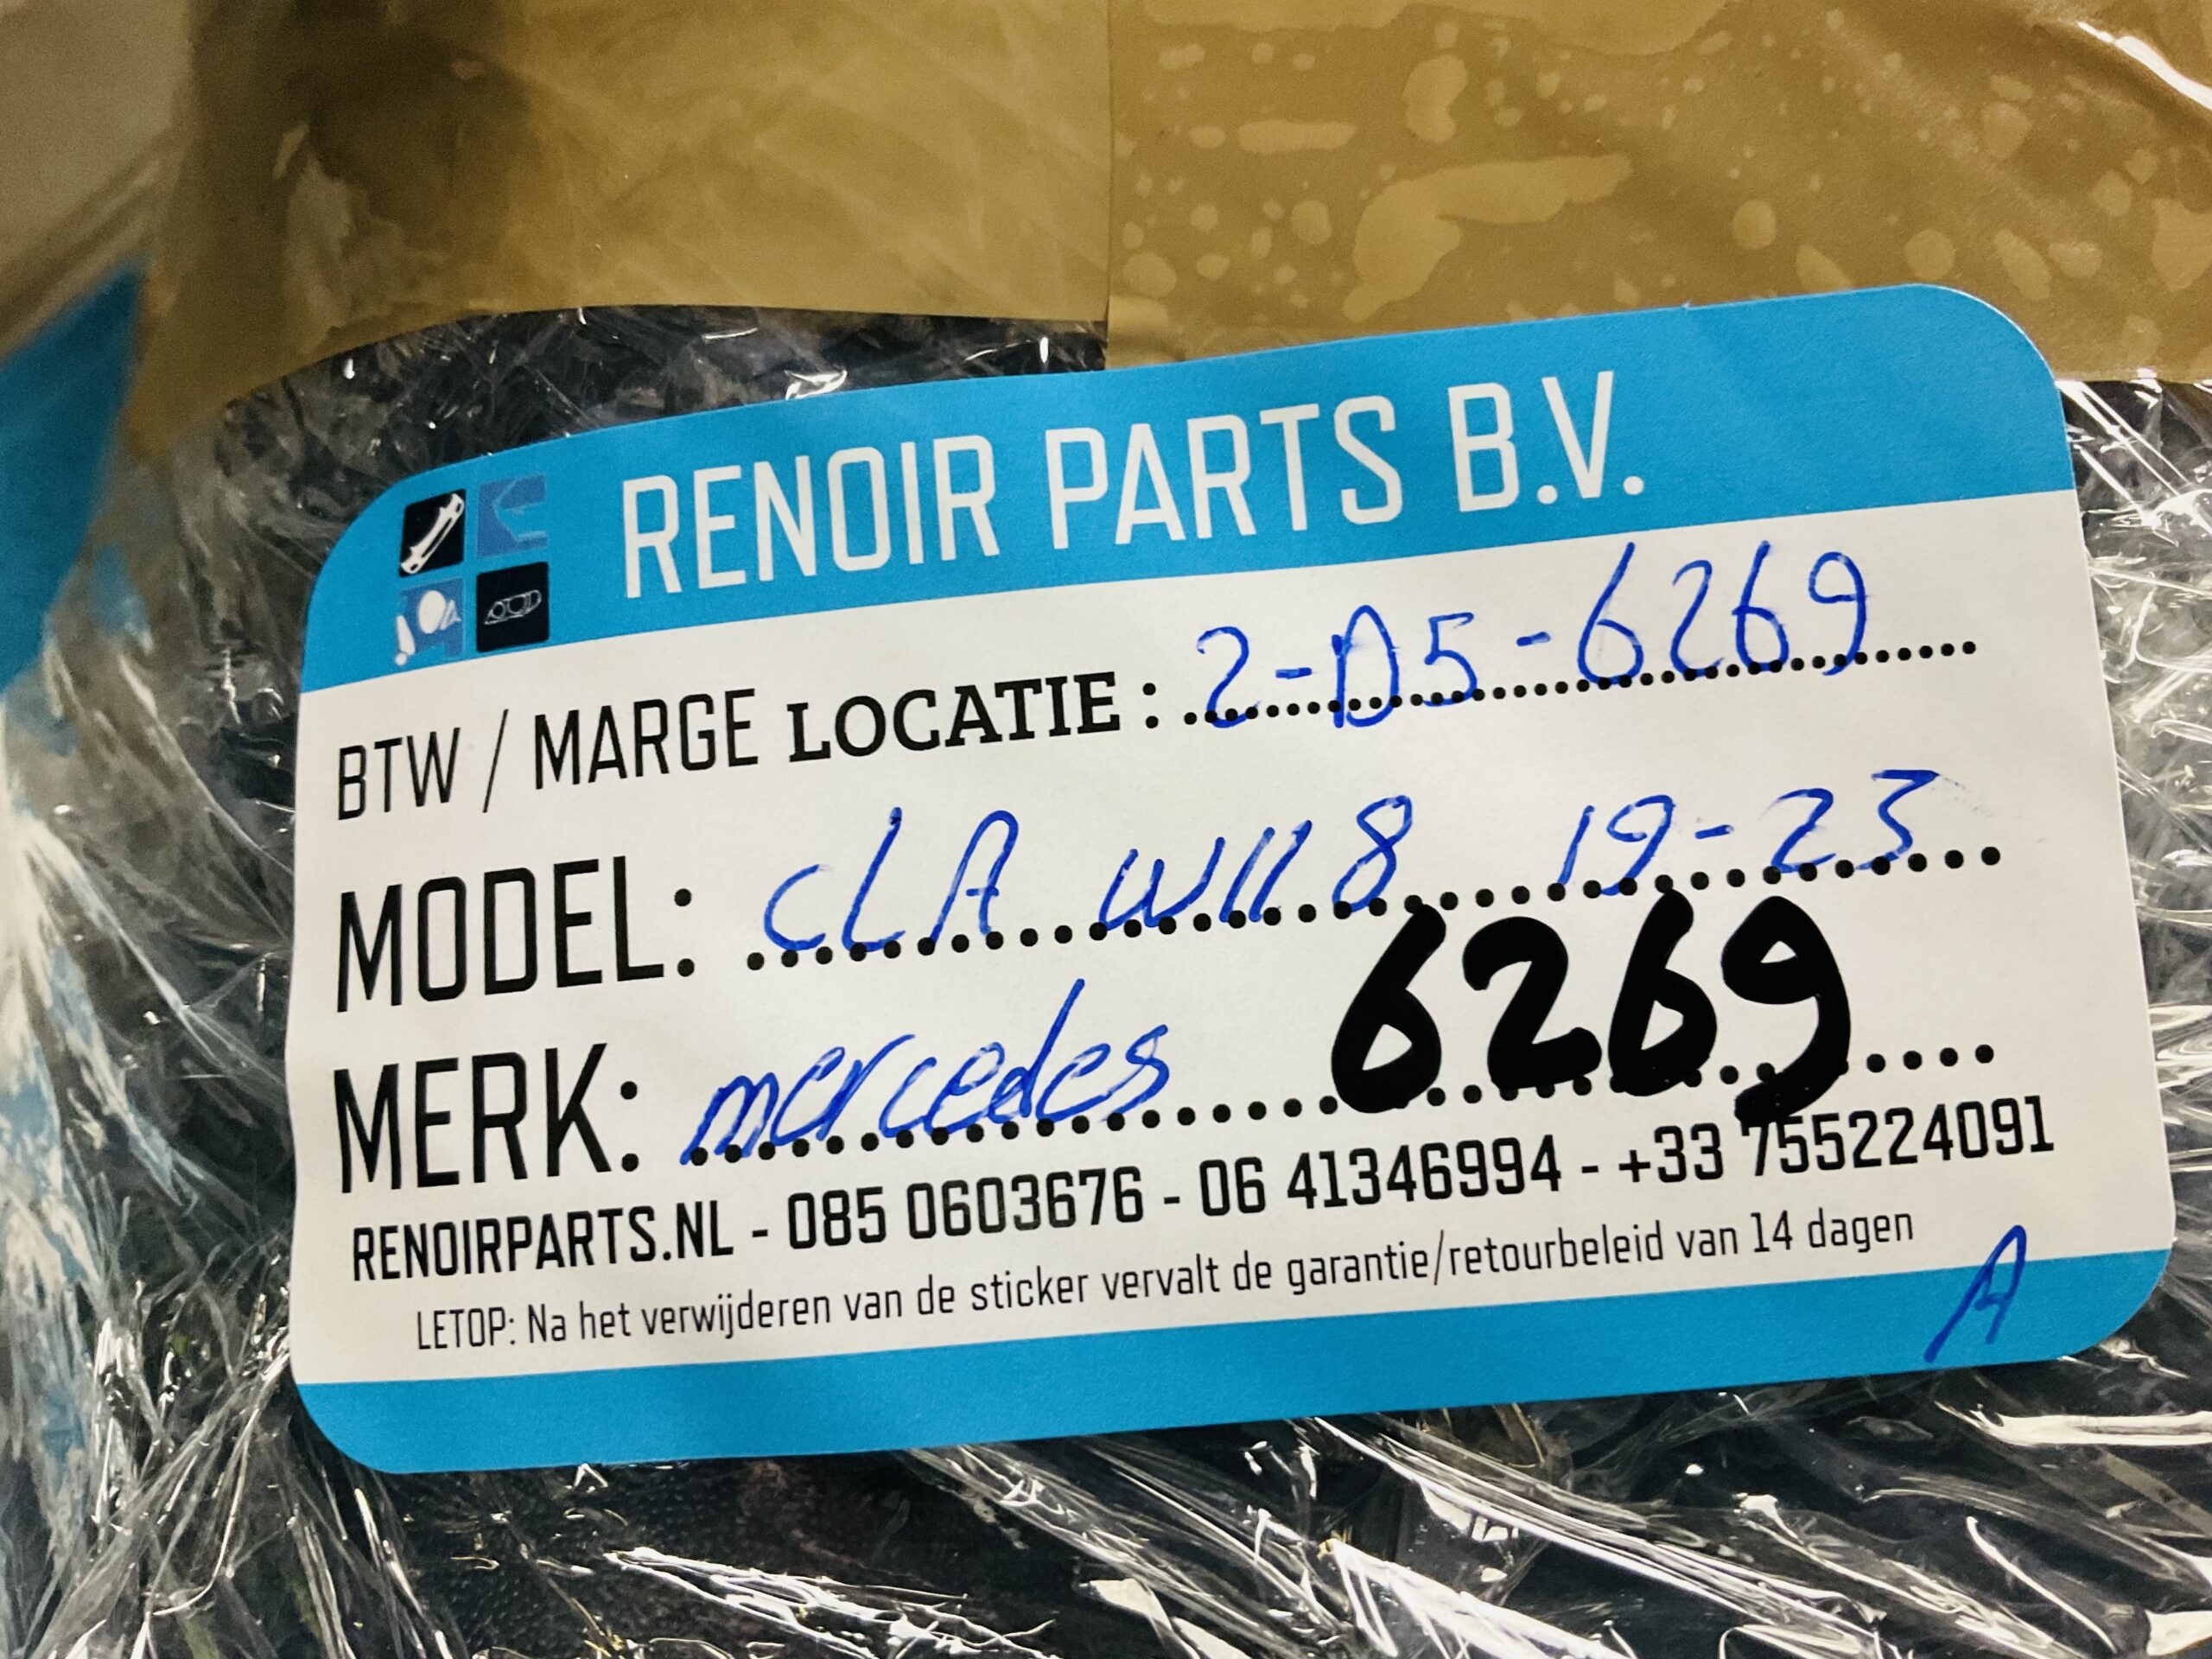 RENOIR PARTS B.V.
BTW / MARGE LOCATIE : 2-D5-6269
MODEL: CLA W118 19-23
6269
MERK: mercedes
RENOIRPARTS.NL - 085 0603676 - 06 41346994 - +33 755224091
LETOP: Na het verwijderen van de sticker vervalt de garantie/retourbeleid van 14 dagen
A